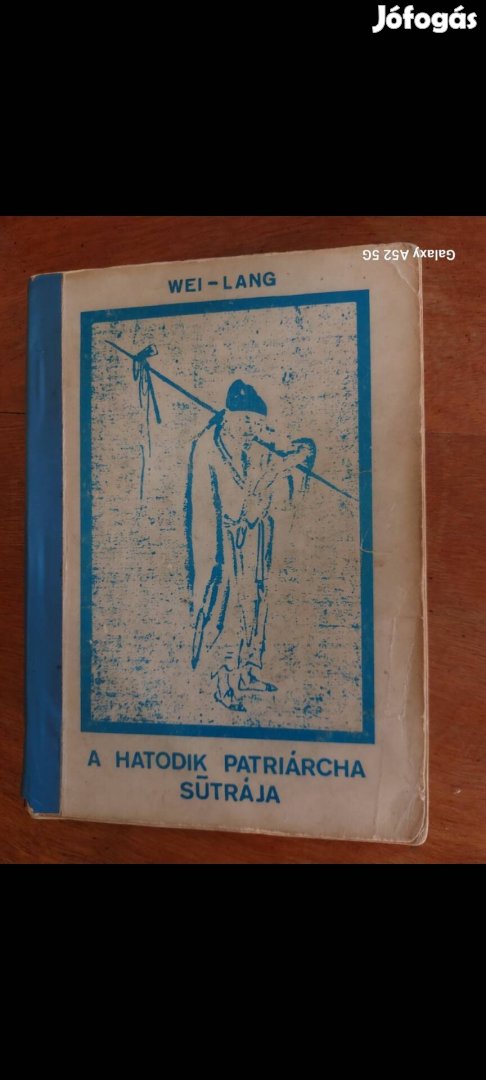 Jófogás
Galaxy A52 5G
WEI-LANG
A HATODIK PATRIÁRCHA
SŪTRÁJA